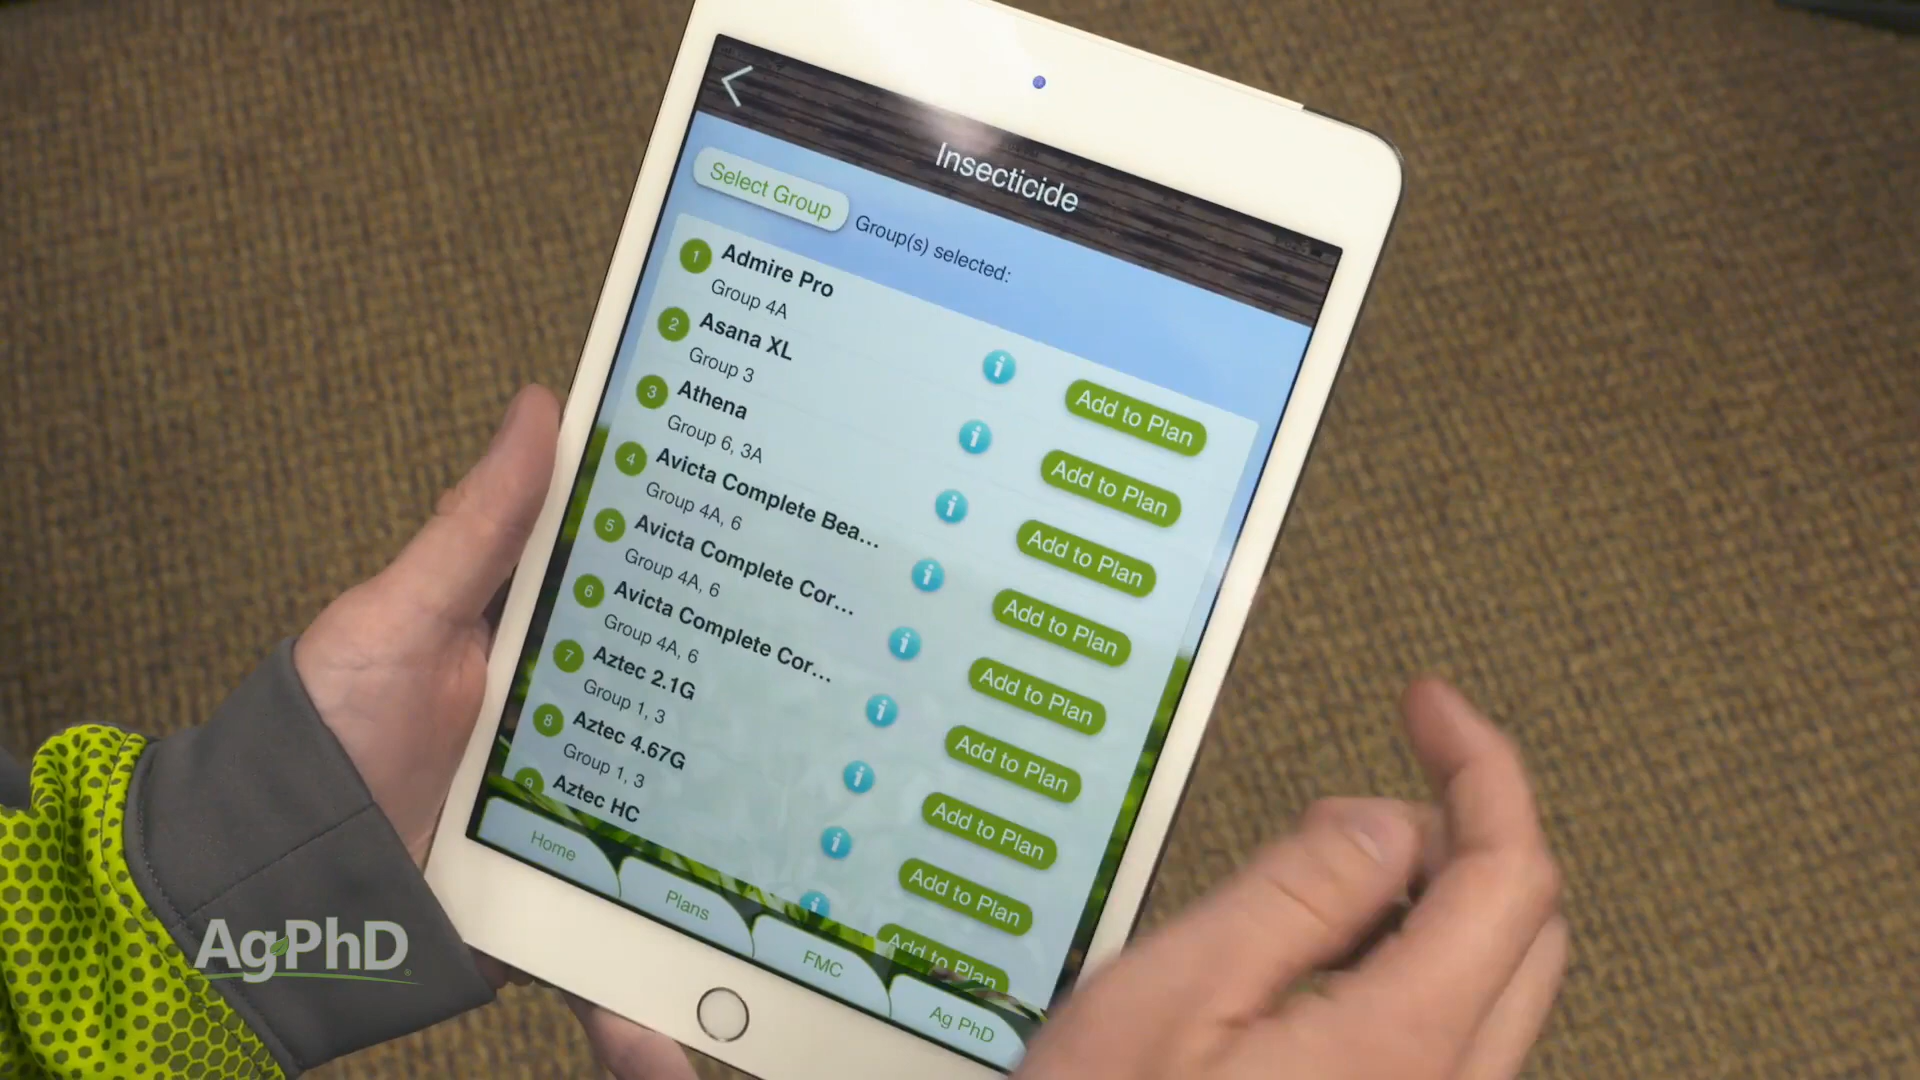 Insecticide
Select Group
Group(s) selected:
1 Admire Pro
Group 4A
Add to Plan
2 Asana XL
Group 3
Add to Plan
3 Athena
Group 6, 3A
Add to Plan
4 Avicta Complete Bea...
Group 4A, 6
Add to Plan
5 Avicta Complete Cor...
Group 4A, 6
Add to Plan
6 Avicta Complete Cor...
Group 4A, 6
Add to Plan
7 Aztec 2.1G
Group 1, 3
Add to Plan
8 Aztec 4.67G
Group 1, 3
Add to Plan
9 Aztec HC
Add to Plan
Home
Plans
FMC
Ag PhD
AgPhD